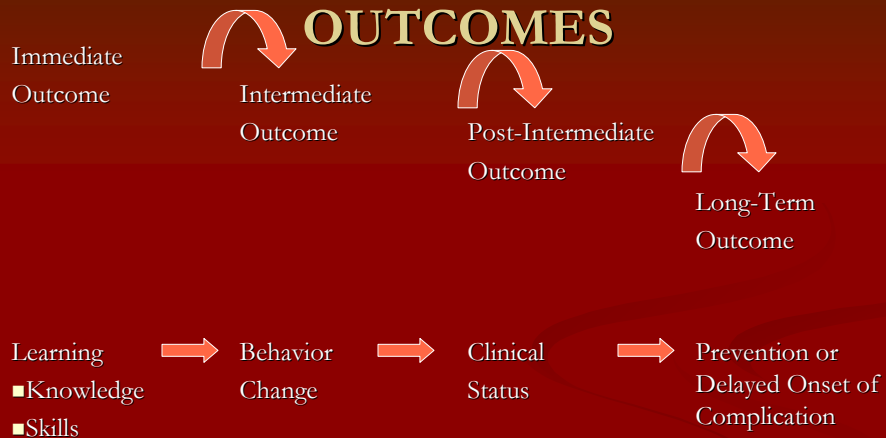 OUTCOMES
Immediate
Outcome
Intermediate
Outcome
Post-Intermediate
Outcome
Long-Term
Outcome
Learning
■Knowledge
■Skills
Behavior
Change
Clinical
Status
Prevention or
Delayed Onset of
Complication